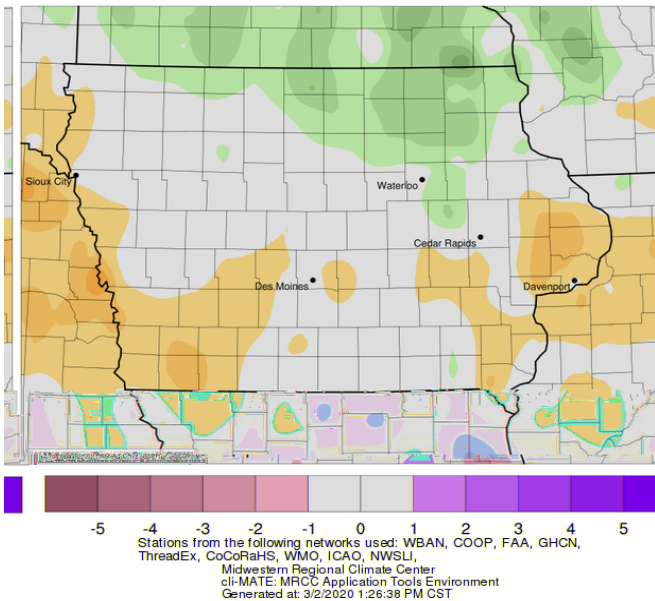 Sioux City
Waterloo
Cedar Rapids
Des Moines
Davenport
-5 -4 -3 -2 -1 0 1 2 3 4 5
Stations from the following networks used: WBAN, COOP, FAA, GHCN,
ThreadEx, CoCoRaHS, WMO, ICAO, NWSLI,
Midwestern Regional Climate Center
cli-MATE: MRCC Application Tools Environment
Generated at: 3/2/2020 1:26:38 PM CST